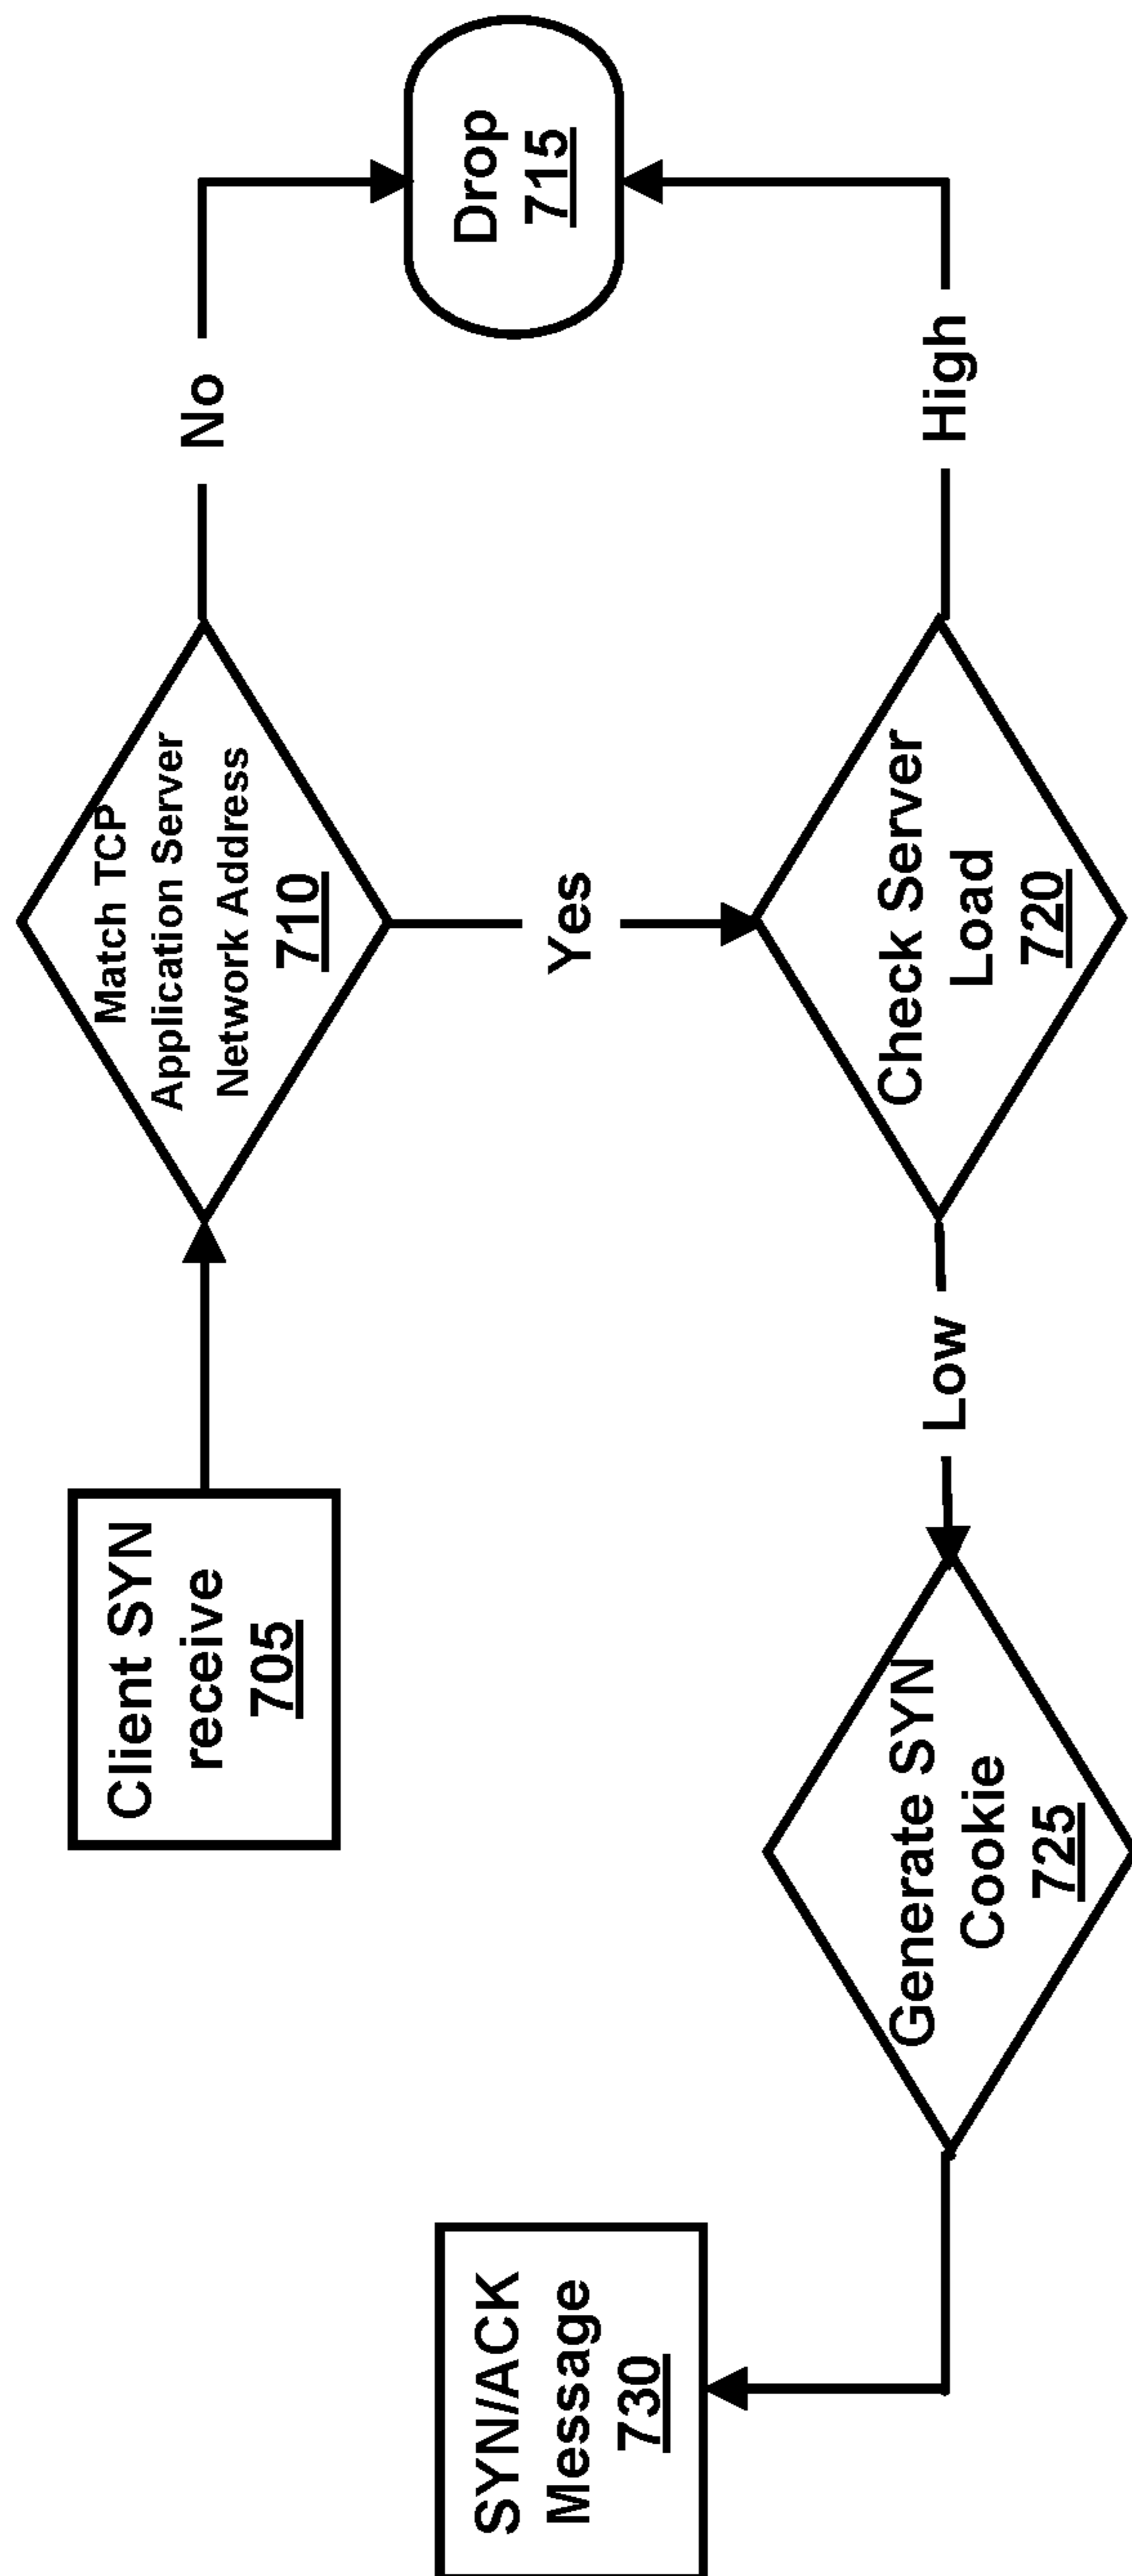 Client SYN
receive
705
Match TCP
Application Server
Network Address
710
No
Drop
715
Yes
Check Server
Load
720
High
Low
Generate SYN
Cookie
725
SYN/ACK
Message
730